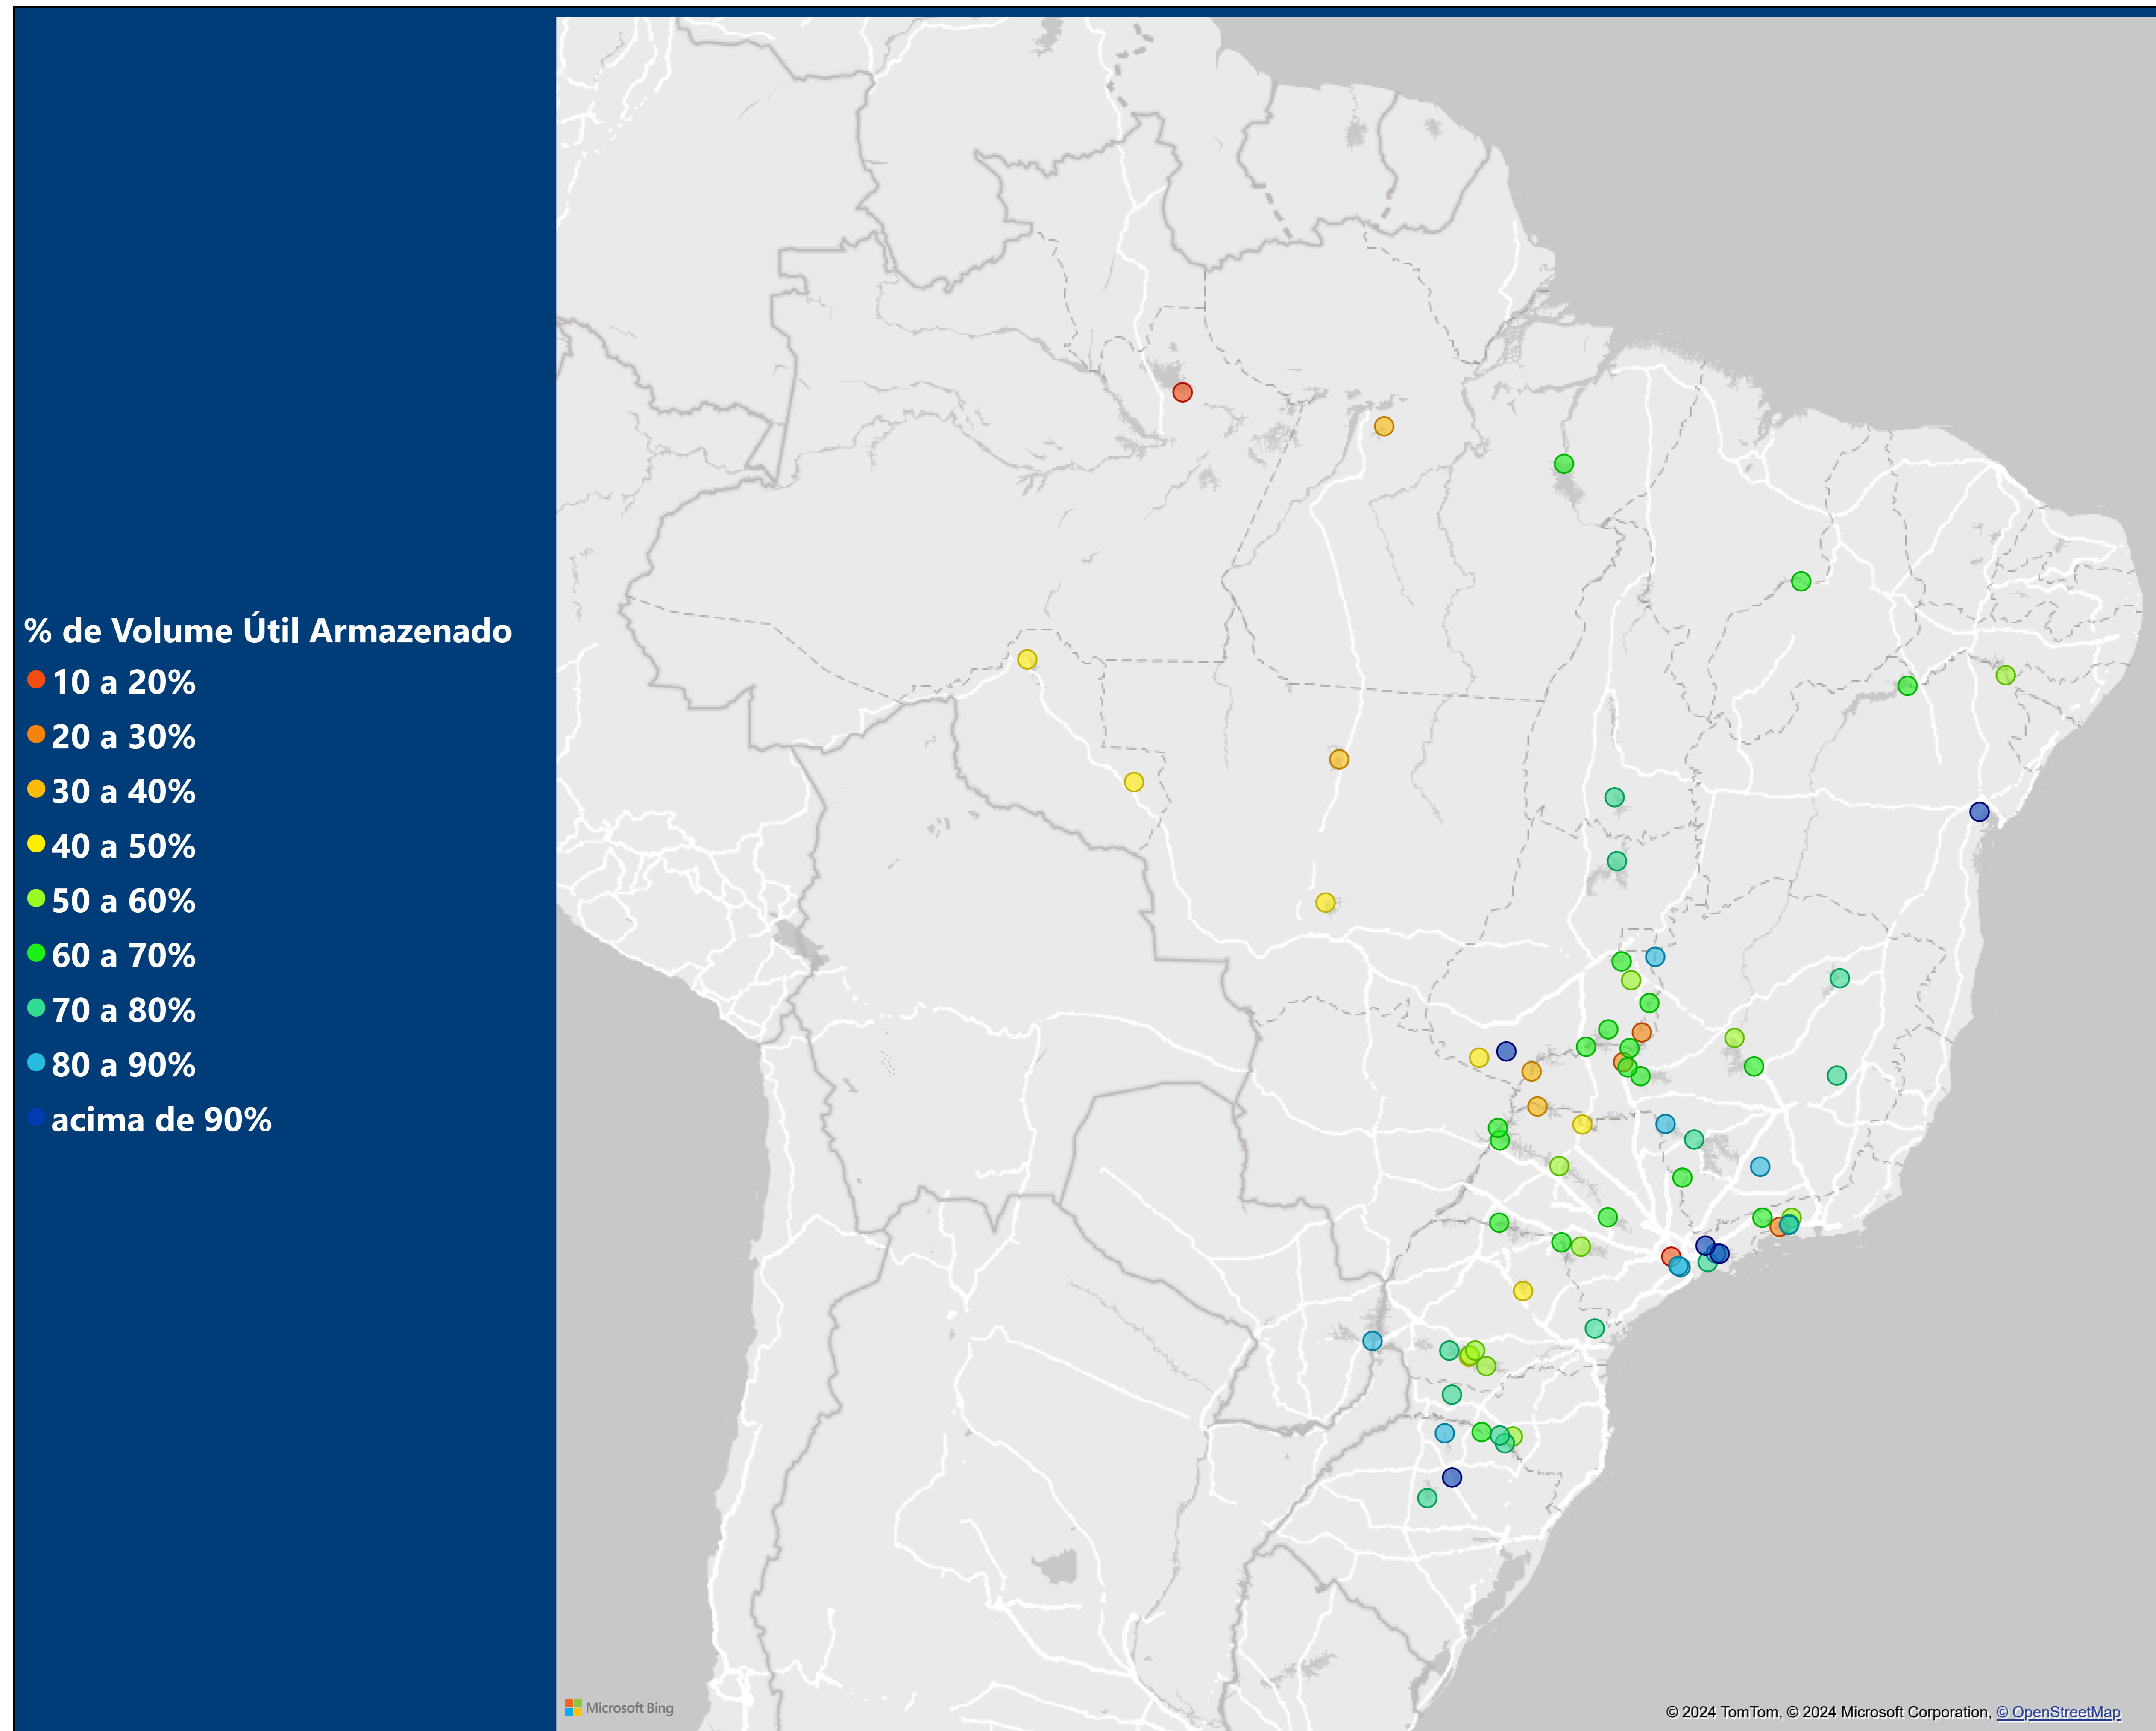 % de Volume Útil Armazenado
10 a 20%
20 a 30%
30 a 40%
40 a 50%
50 a 60%
60 a 70%
70 a 80%
80 a 90%
acima de 90%
Microsoft Bing
© 2024 TomTom, © 2024 Microsoft Corporation, © OpenStreetMap